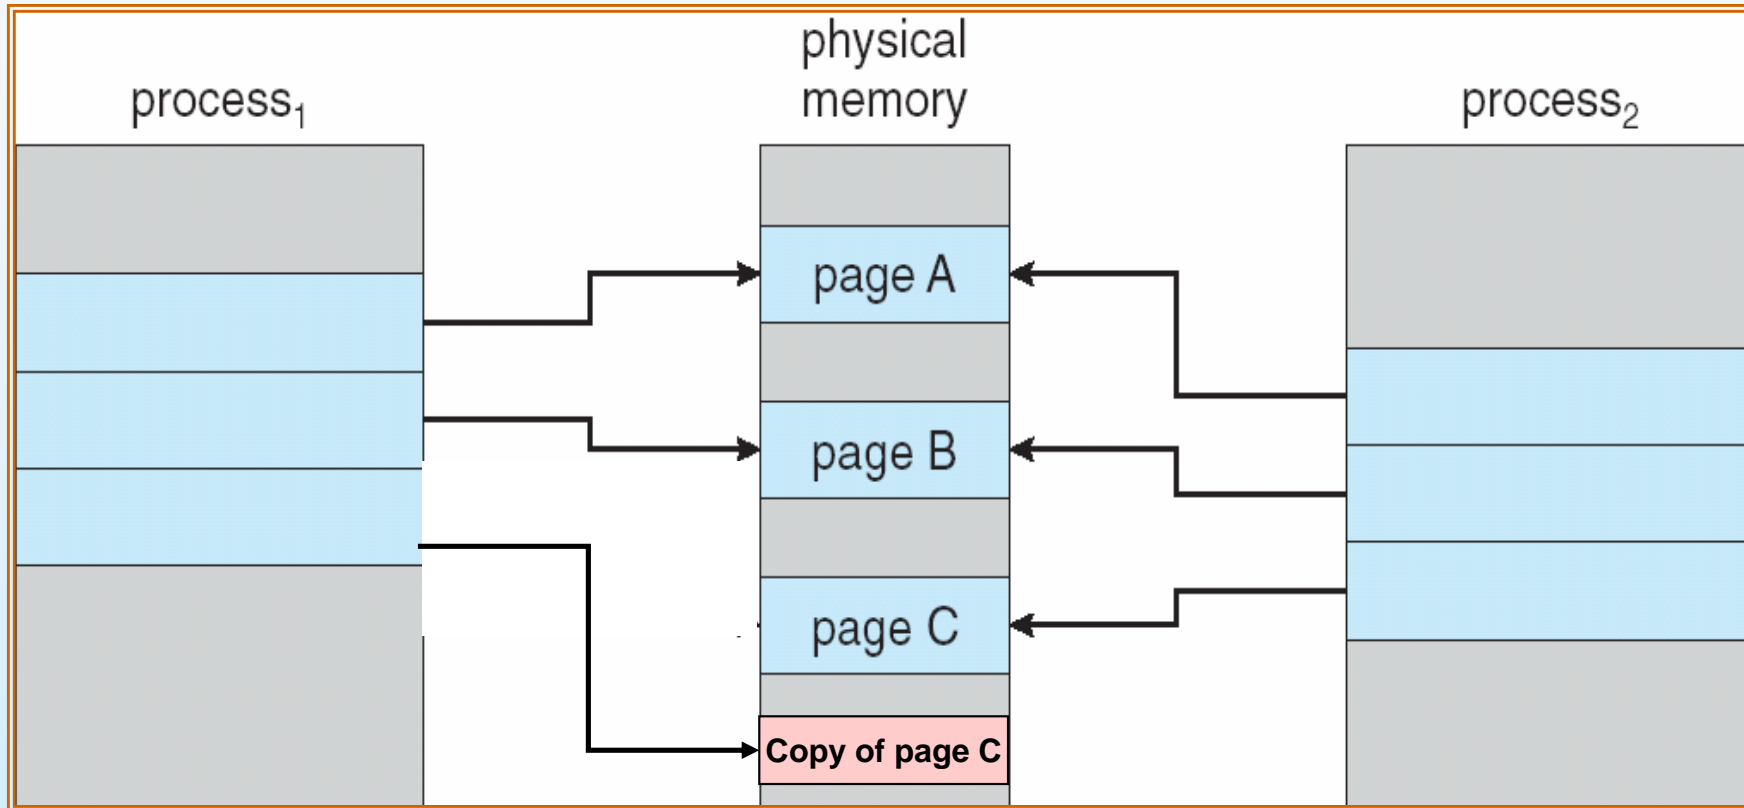 physical
memory
process₁
process₂
page A
page B
page C
Copy of page C